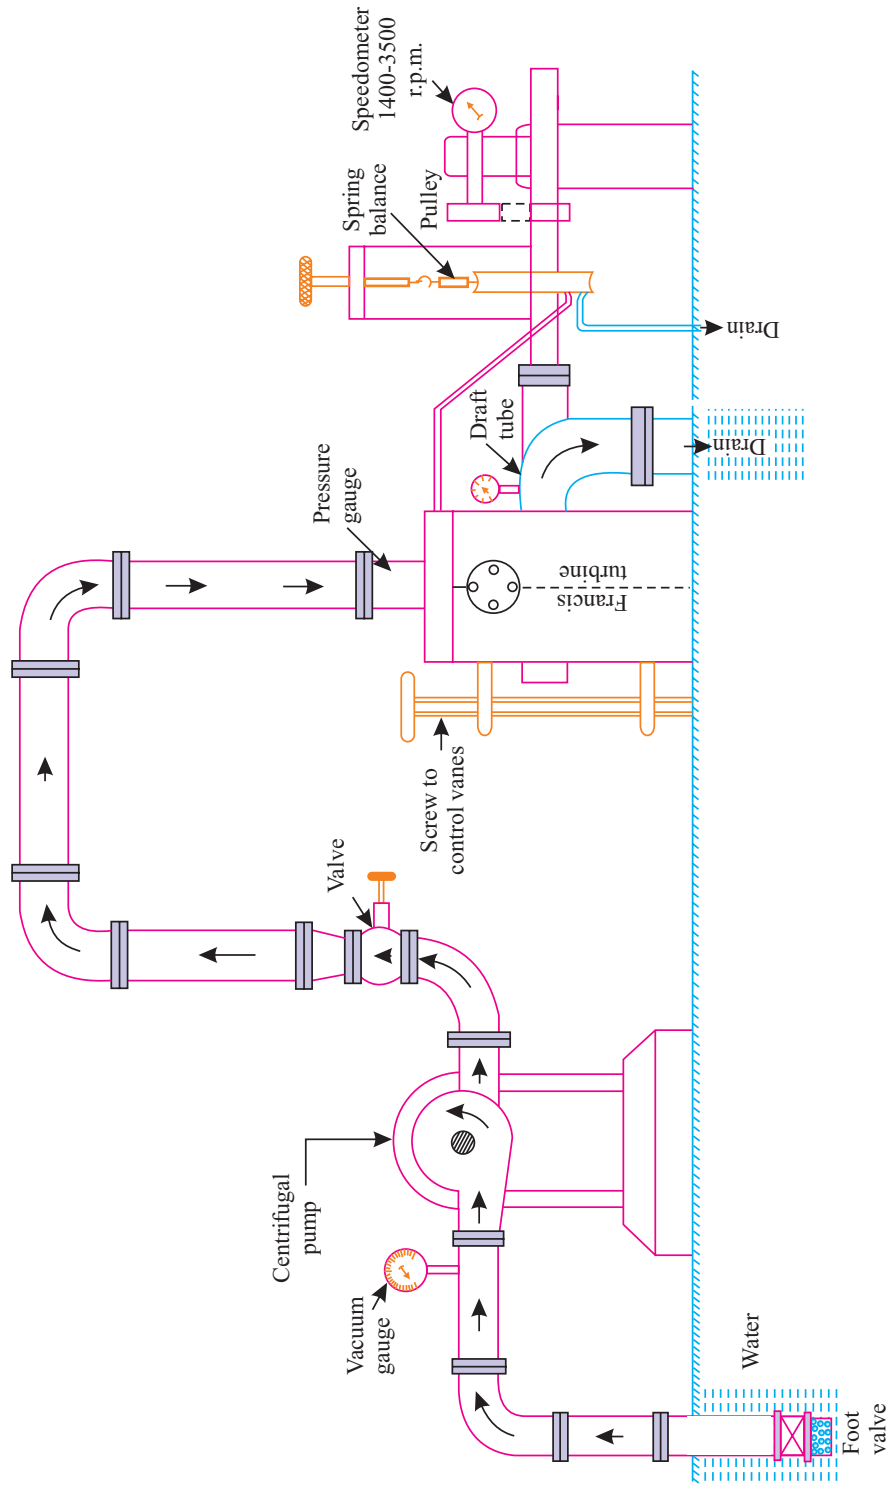 Speedometer
1400-3500
r.p.m.
Spring
balance
Pulley
Drain
Draft
tube
Drain
Pressure
gauge
Francis
turbine
Screw to
control vanes
Valve
Centrifugal
pump
Vacuum
gauge
Water
Foot
valve